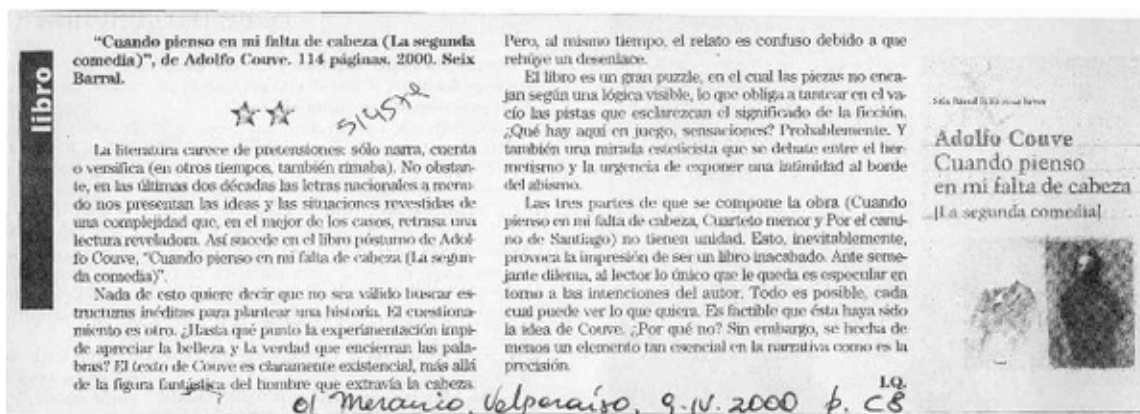 libro
"Cuando pienso en mi falta de cabeza (La segunda
comedia)", de Adolfo Couve. 114 páginas. 2000. Seix
Barral.
La literatura carece de pretensiones: sólo narra, cuenta
o versifica (en otros tiempos, también rimaba). No obstan-
te, en las últimas dos décadas las letras nacionales a menu-
do nos presentan las ideas y las situaciones revestidas de
una complejidad que, en el mejor de los casos, retrasa una
lectura reveladora. Así sucede en el libro póstumo de Adol-
fo Couve, "Cuando pienso en mi falta de cabeza (La segun-
da comedia)".
Nada de esto quiere decir que no sea válido buscar es-
tructuras inéditas para plantear una historia. El cuestiona-
miento es otro. ¿Hasta qué punto la experimentación impi-
de apreciar la belleza y la verdad que encierran las pala-
bras? El texto de Couve es claramente existencial, más allá
de la figura fantástica del hombre que extravía la cabeza.
Pero, al mismo tiempo, el relato es confuso debido a que
rehúye un desenlace.
El libro es un gran puzzle, en el cual las piezas no enca-
jan según una lógica visible, lo que obliga a tantear en el va-
cío las pistas que esclarezcan el significado de la ficción.
¿Qué hay aquí en juego, sensaciones? Probablemente. Y
también una mirada esteticista que se debate entre el her-
metismo y la urgencia de exponer una intimidad al borde
del abismo.
Las tres partes de que se compone la obra (Cuando
pienso en mi falta de cabeza, Cuarteto menor y Por el cami-
no de Santiago) no tienen unidad. Esto, inevitablemente,
provoca la impresión de ser un libro inacabado. Ante seme-
jante dilema, al lector lo único que le queda es especular en
torno a las intenciones del autor. Todo es posible, cada
cual puede ver lo que quiera. Es factible que ésta haya sido
la idea de Couve. ¿Por qué no? Sin embargo, se hecha de
menos un elemento tan esencial en la narrativa como es la
precisión.
I.Q.
Seix Barral Biblioteca breve
Adolfo Couve
Cuando pienso
en mi falta de cabeza
[La segunda comedia]
El Mercurio, Valparaíso, 9-IV-2000 p. C8